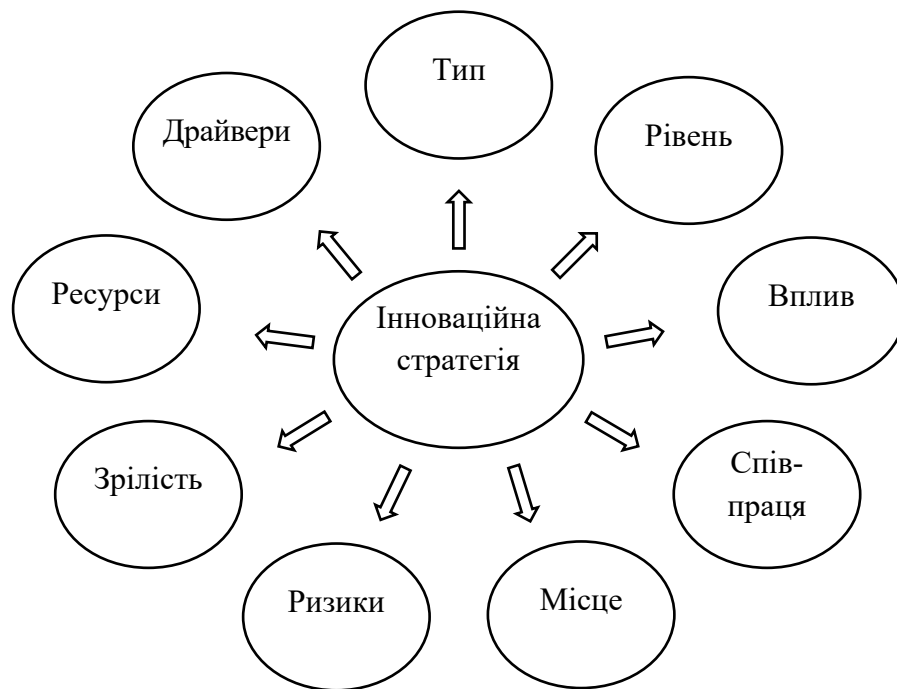 Тип
Драйвери
Рівень
Ресурси
Інноваційна
стратегія
Вплив
Зрілість
Спів-
праця
Ризики
Місце